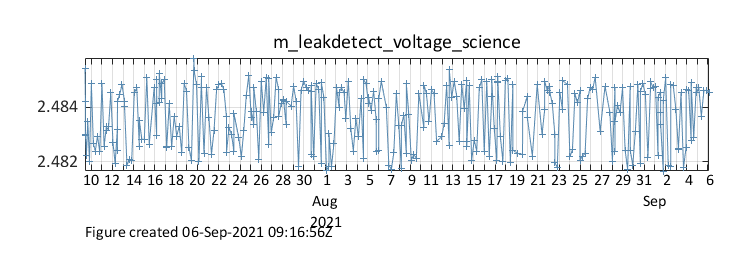 m_leakdetect_voltage_science
2.484
2.482
10 12 14 16 18 20 22 24 26 28 30 1 3 5 7 9 11 13 15 17 19 21 23 25 27 29 31 2 4 6
Aug Sep
2021
Figure created 06-Sep-2021 09:16:56Z